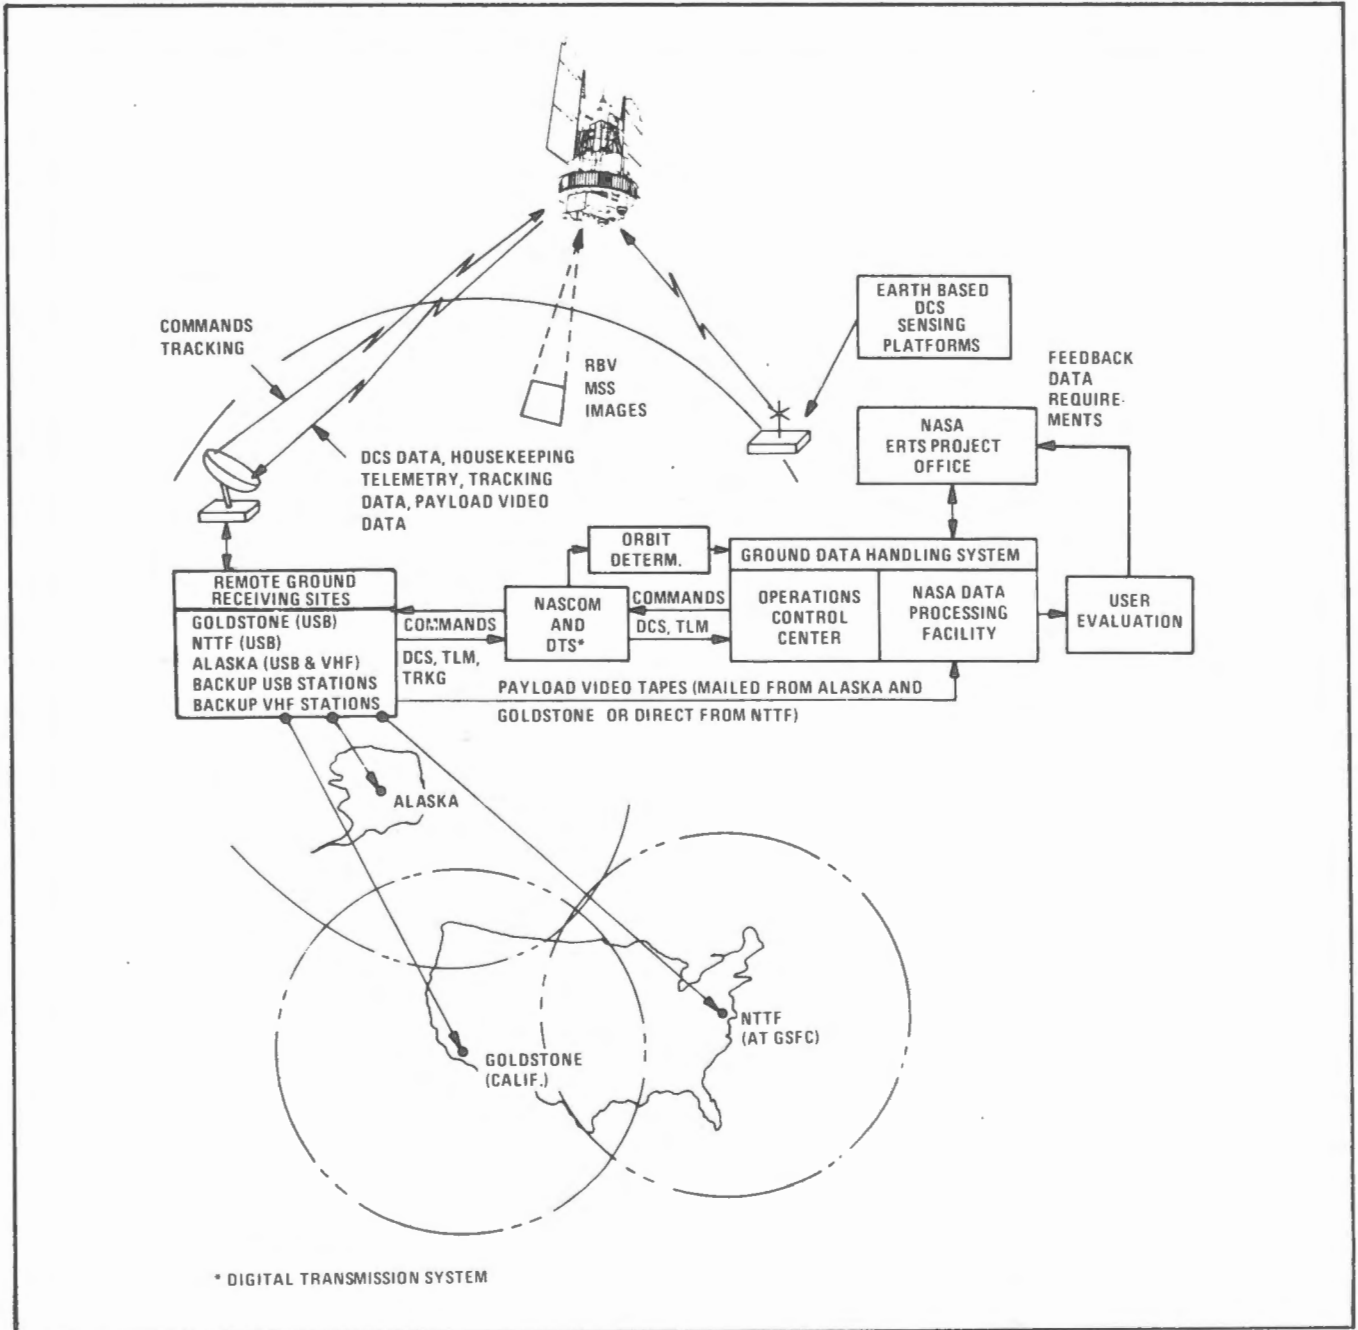 COMMANDS
TRACKING
RBV
MSS
IMAGES
EARTH BASED
DCS
SENSING
PLATFORMS
FEEDBACK
DATA
REQUIRE-
MENTS
NASA
ERTS PROJECT
OFFICE
DCS DATA, HOUSEKEEPING
TELEMETRY, TRACKING
DATA, PAYLOAD VIDEO
DATA
ORBIT
DETERM.
GROUND DATA HANDLING SYSTEM
OPERATIONS
CONTROL
CENTER
NASA DATA
PROCESSING
FACILITY
USER
EVALUATION
REMOTE GROUND
RECEIVING SITES
GOLDSTONE (USB)
NTTF (USB)
ALASKA (USB & VHF)
BACKUP USB STATIONS
BACKUP VHF STATIONS
COMMANDS
DCS, TLM,
TRKG
NASCOM
AND
DTS*
COMMANDS
DCS, TLM
PAYLOAD VIDEO TAPES (MAILED FROM ALASKA AND
GOLDSTONE OR DIRECT FROM NTTF)
ALASKA
GOLDSTONE
(CALIF.)
NTTF
(AT GSFC)
* DIGITAL TRANSMISSION SYSTEM